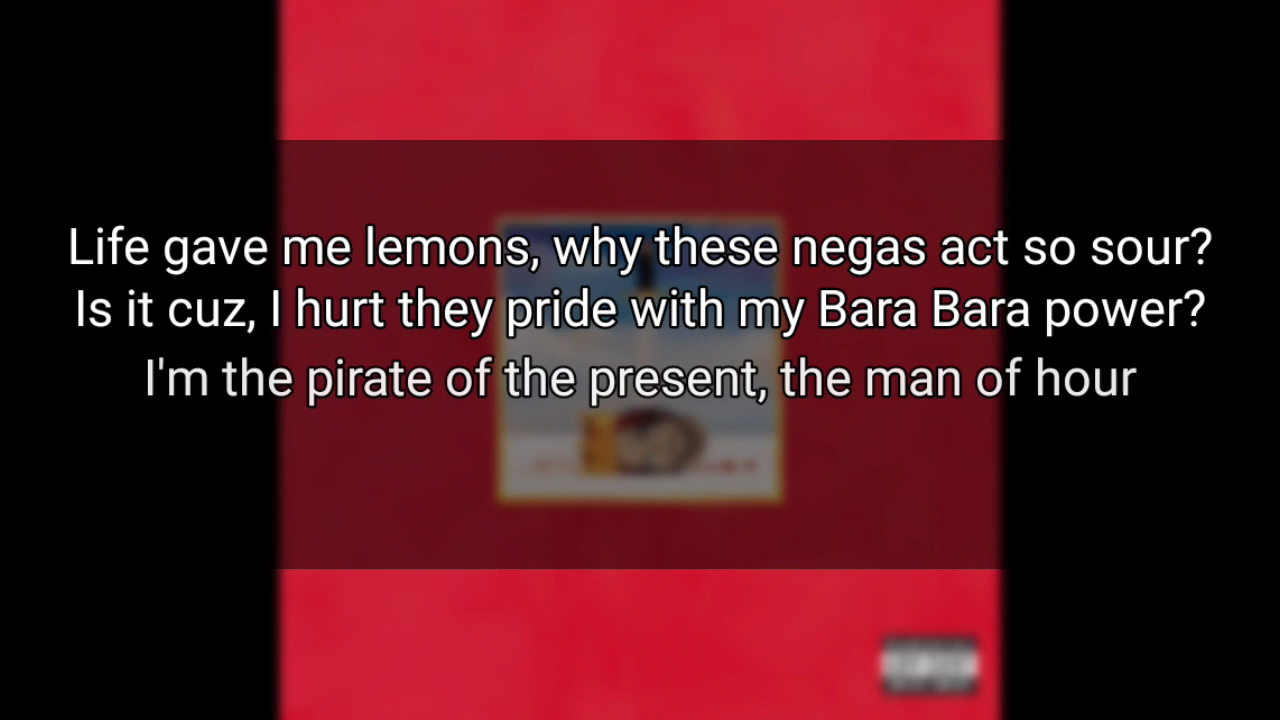 Life gave me lemons, why these negas act so sour?
Is it cuz, I hurt they pride with my Bara Bara power?
I'm the pirate of the present, the man of hour